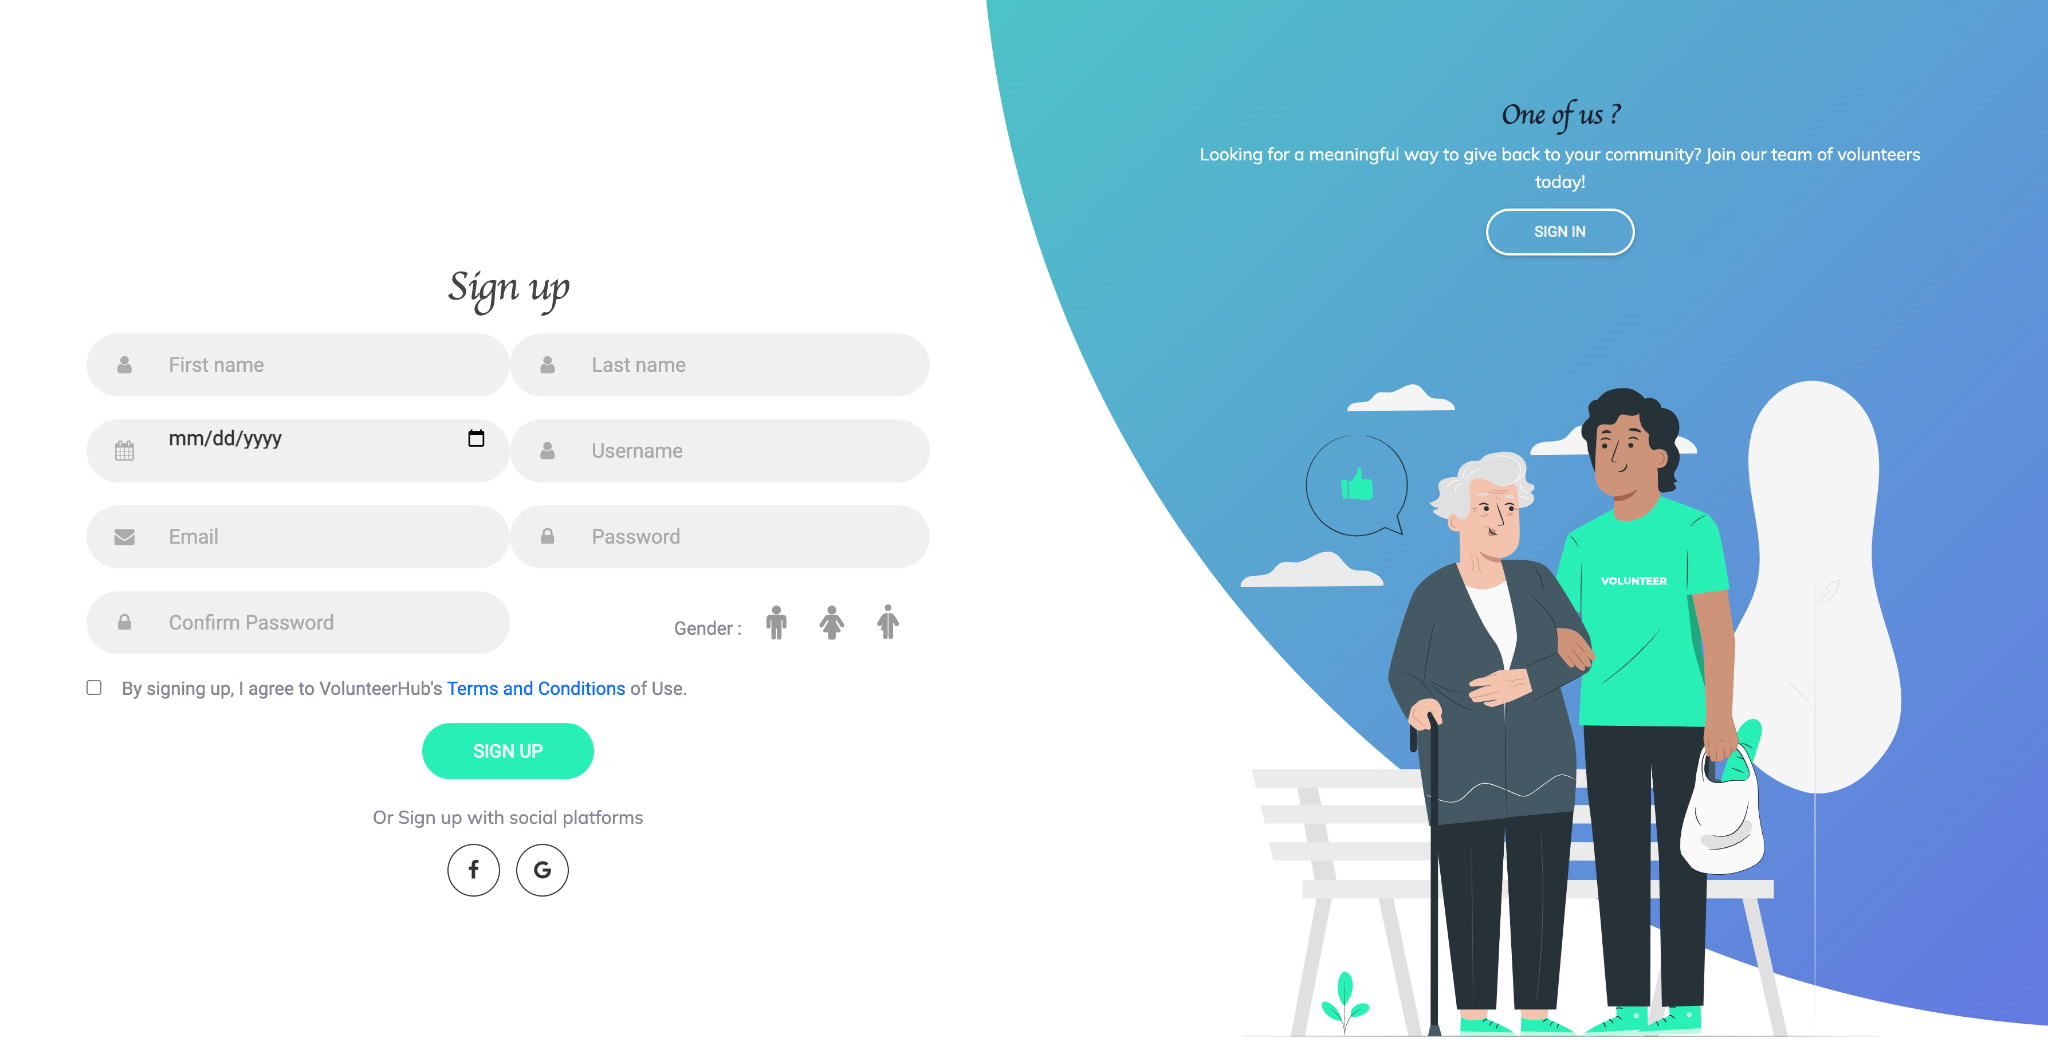 Sign up
First name
Last name
mm/dd/yyyy
Username
Email
Password
Confirm Password
Gender :
By signing up, I agree to VolunteerHub's Terms and Conditions of Use.
SIGN UP
Or Sign up with social platforms
f
G
One of us ?
Looking for a meaningful way to give back to your community? Join our team of volunteers
today!
SIGN IN
VOLUNTEER